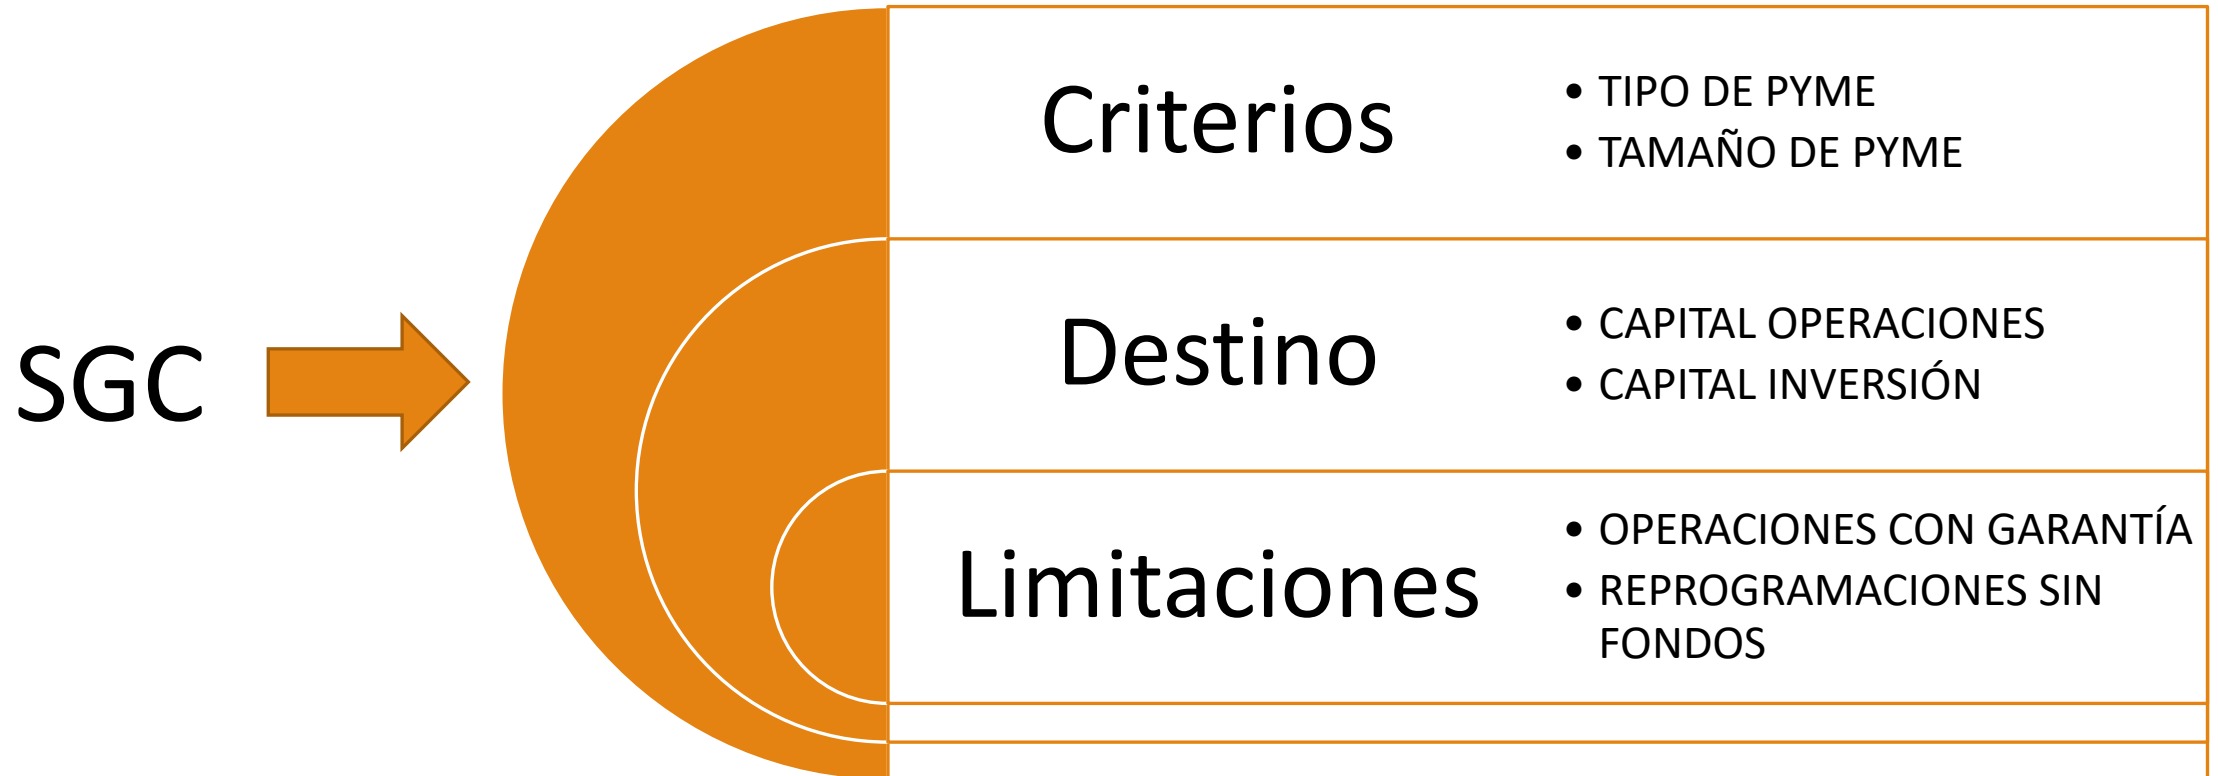 SGC
Criterios
• TIPO DE PYME
• TAMAÑO DE PYME
Destino
• CAPITAL OPERACIONES
• CAPITAL INVERSIÓN
Limitaciones
• OPERACIONES CON GARANTÍA
• REPROGRAMACIONES SIN
FONDOS